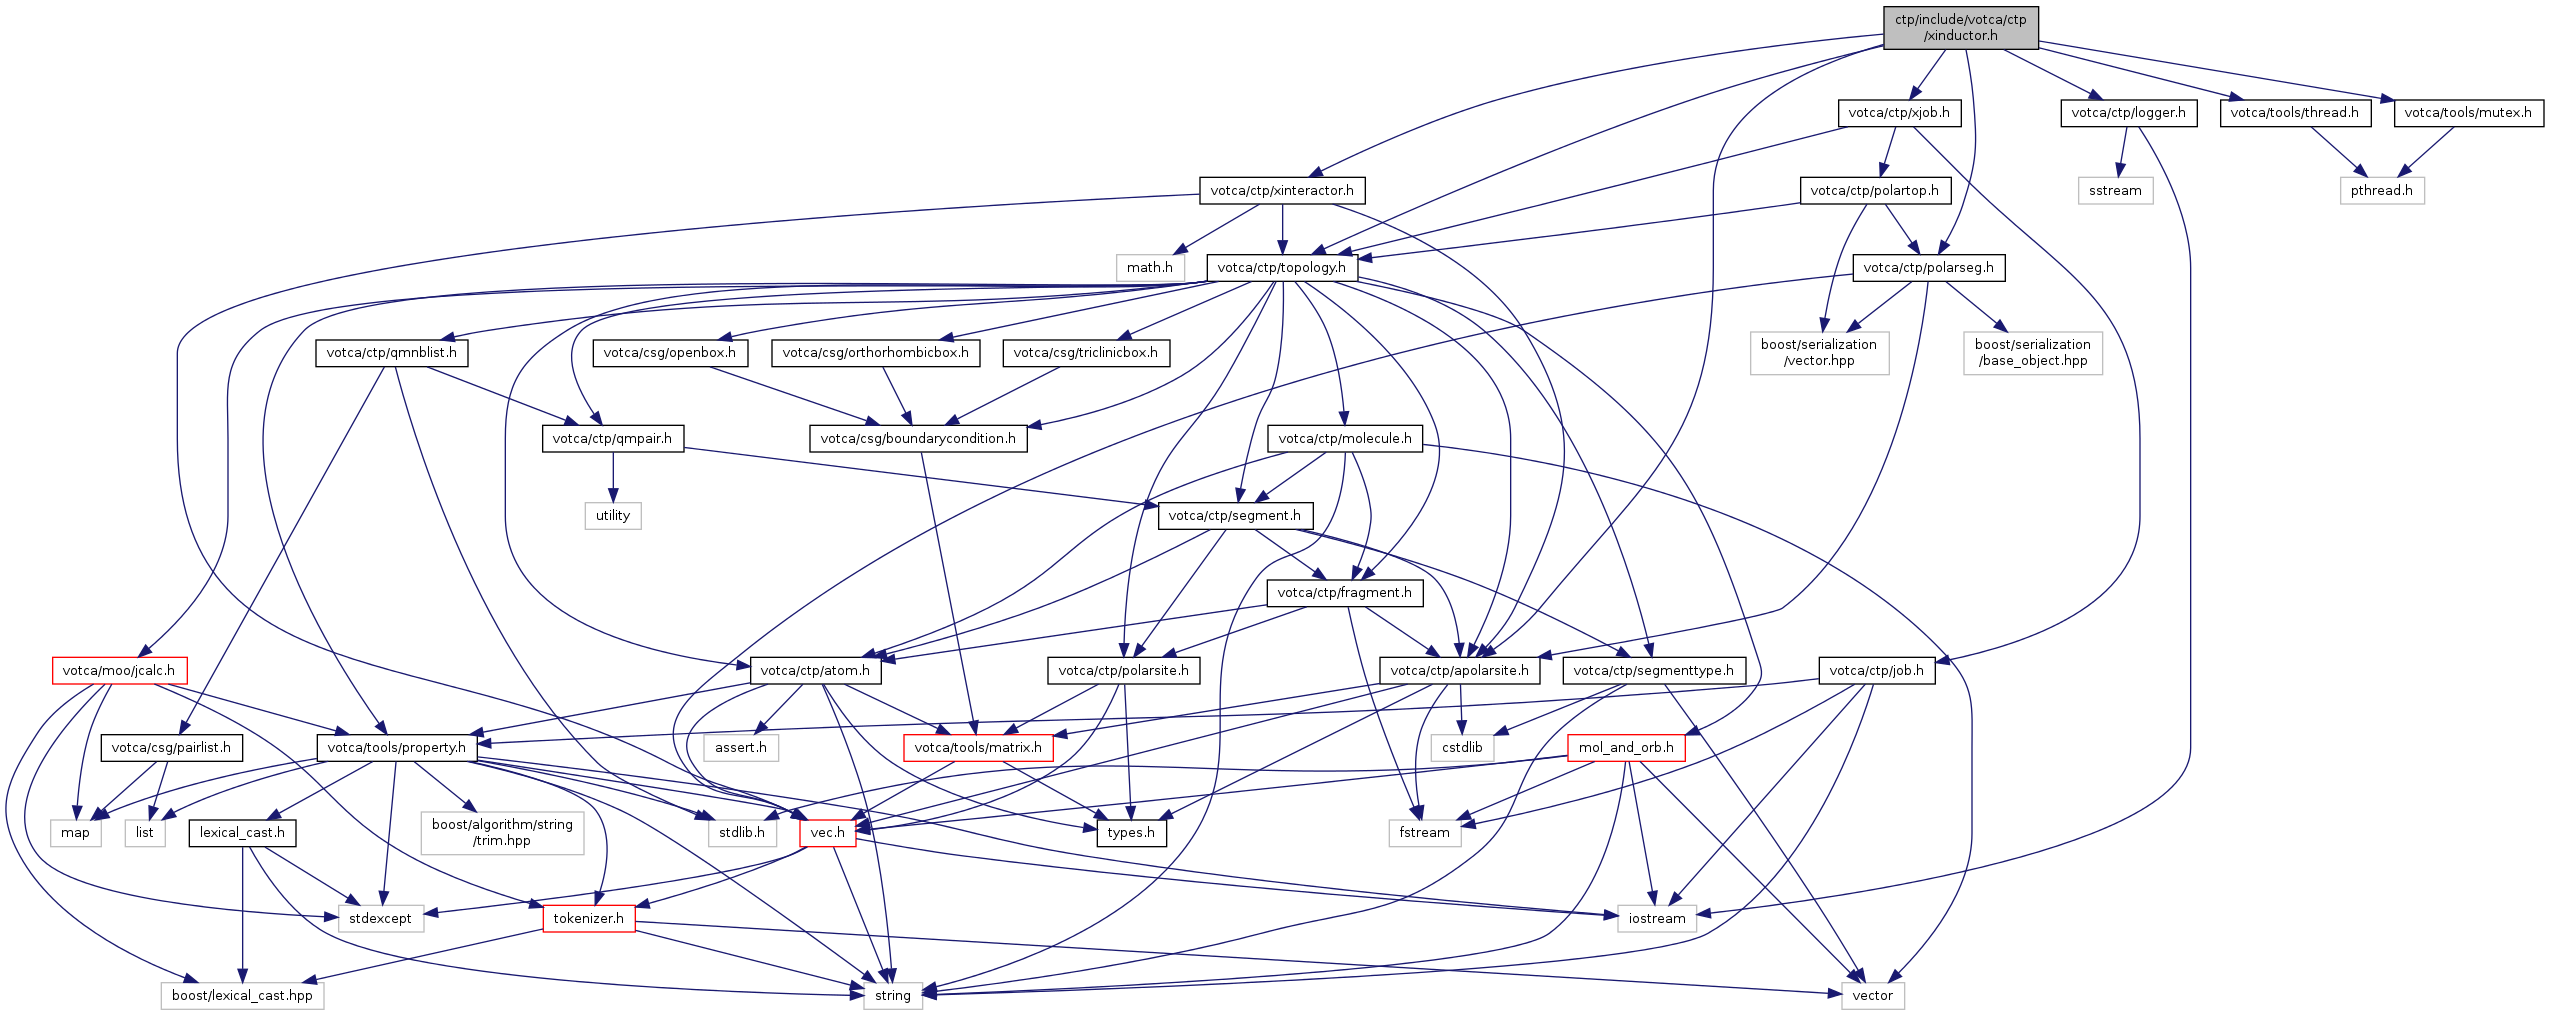 ctp/include/votca/ctp
/xinductor.h
votca/ctp/xjob.h
votca/ctp/logger.h
votca/tools/thread.h
votca/tools/mutex.h
votca/ctp/xinteractor.h
votca/ctp/polartop.h
sstream
pthread.h
math.h
votca/ctp/topology.h
votca/ctp/polarseg.h
votca/ctp/qmnblist.h
votca/csg/openbox.h
votca/csg/orthorhombicbox.h
votca/csg/triclinicbox.h
boost/serialization
/vector.hpp
boost/serialization
/base_object.hpp
votca/ctp/qmpair.h
votca/csg/boundarycondition.h
votca/ctp/molecule.h
utility
votca/ctp/segment.h
votca/ctp/fragment.h
votca/moo/jcalc.h
votca/ctp/atom.h
votca/ctp/polarsite.h
votca/ctp/apolarsite.h
votca/ctp/segmenttype.h
votca/ctp/job.h
votca/csg/pairlist.h
votca/tools/property.h
assert.h
votca/tools/matrix.h
cstdlib
mol_and_orb.h
map
list
lexical_cast.h
boost/algorithm/string
/trim.hpp
stdlib.h
vec.h
types.h
fstream
stdexcept
tokenizer.h
iostream
boost/lexical_cast.hpp
string
vector